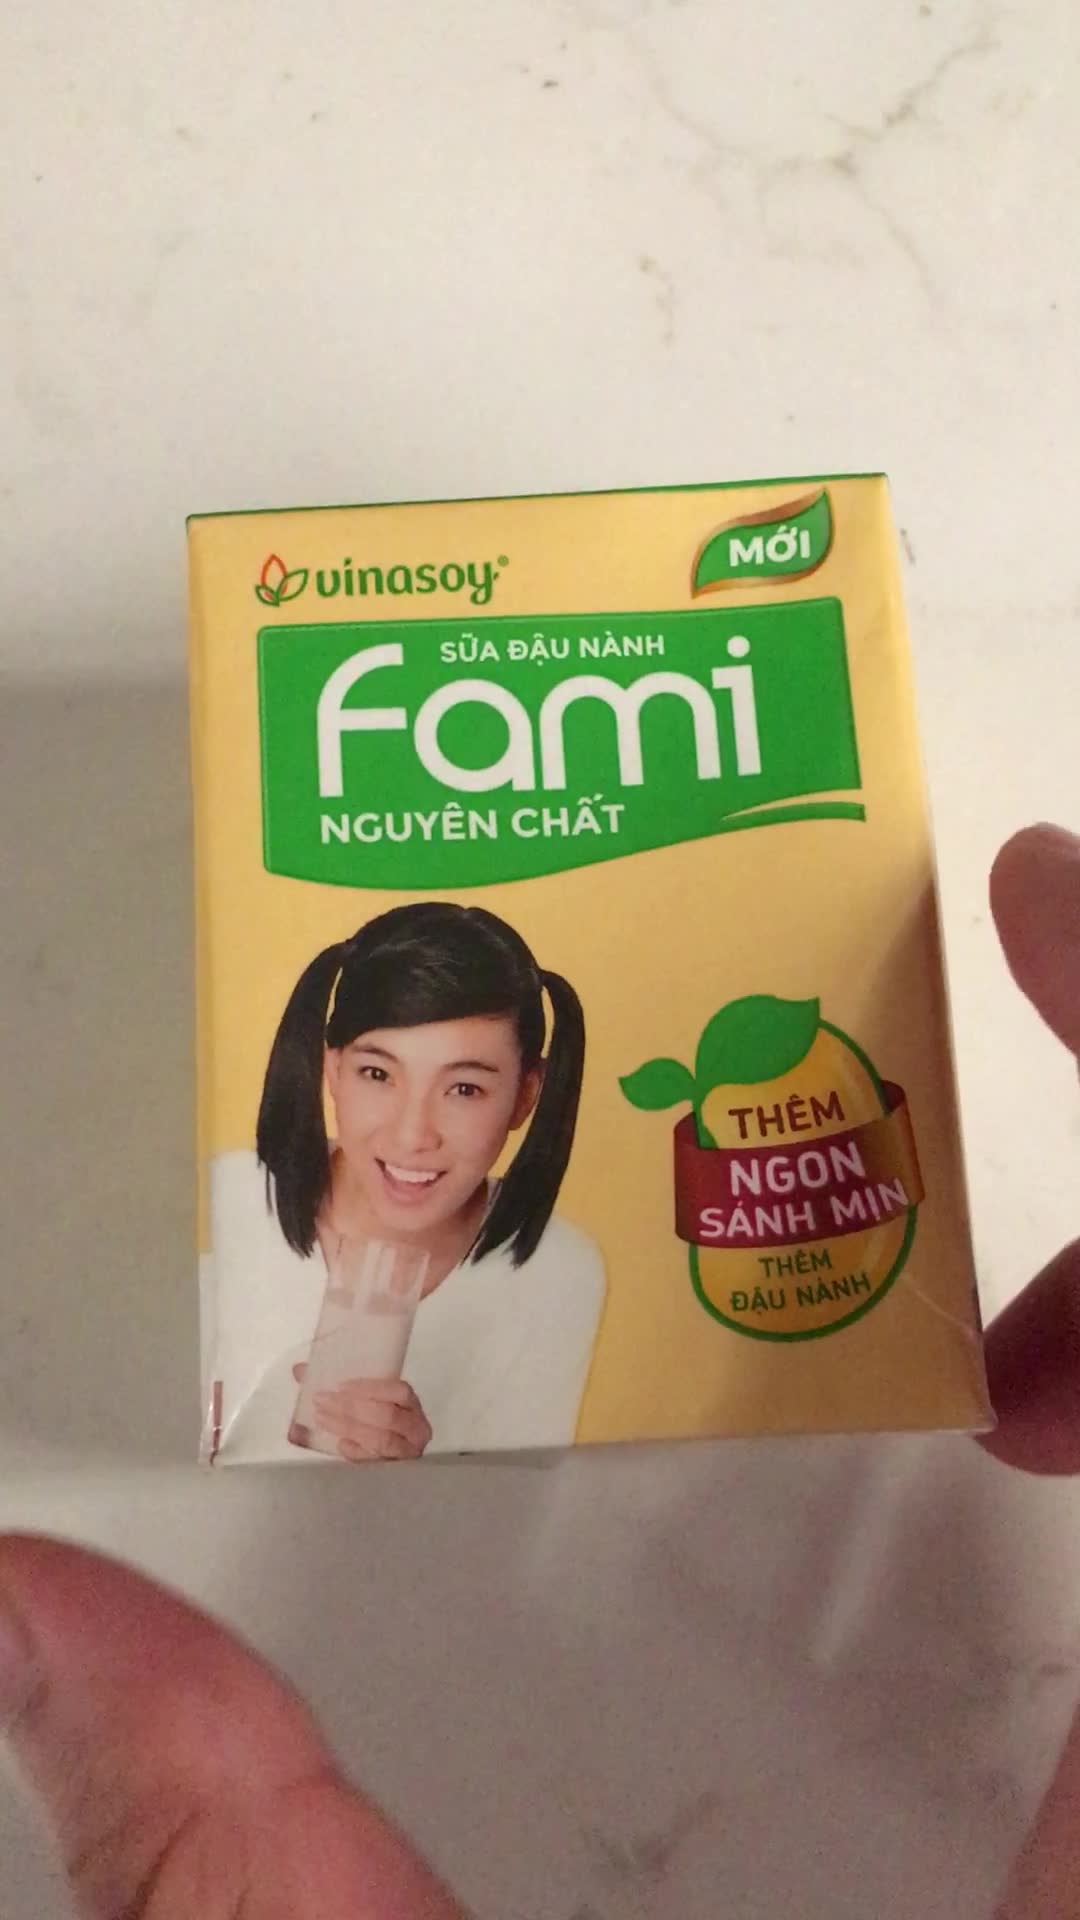 vinasoy®
MỚI
SỮA ĐẬU NÀNH
Fami
NGUYÊN CHẤT
THÊM
NGON
SÁNH MỊN
THÊM
ĐẬU NÀNH